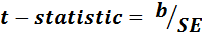 t − statistic = b/SE